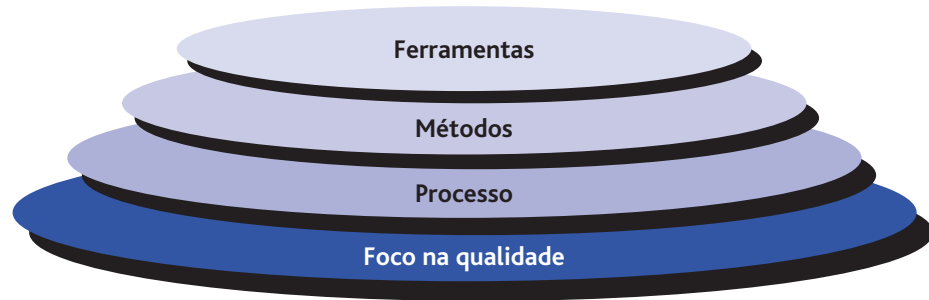 Ferramentas
Métodos
Processo
Foco na qualidade